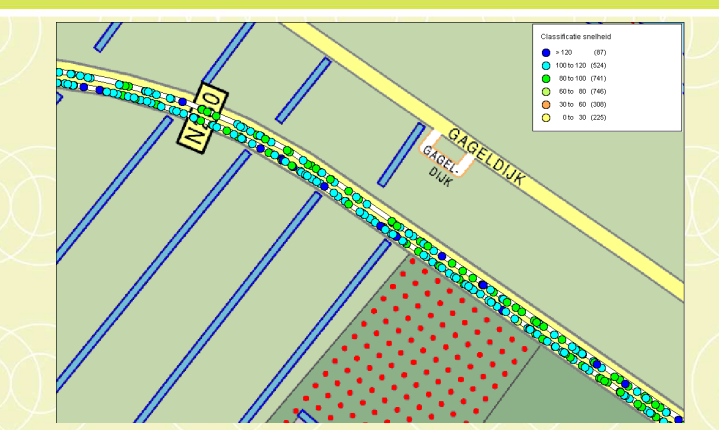 Classificatie snelheid
> 120 (87)
100 to 120 (524)
80 to 100 (741)
60 to 80 (746)
30 to 60 (308)
0 to 30 (225)
GAGELDIJK
GAGEL-
DIJK